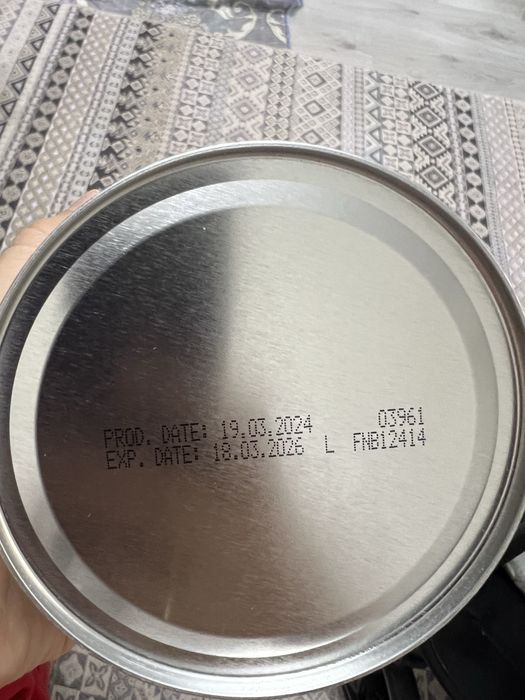 PROD. DATE: 19.03.2024 03961
EXP. DATE: 18.03.2026 L FNB12414